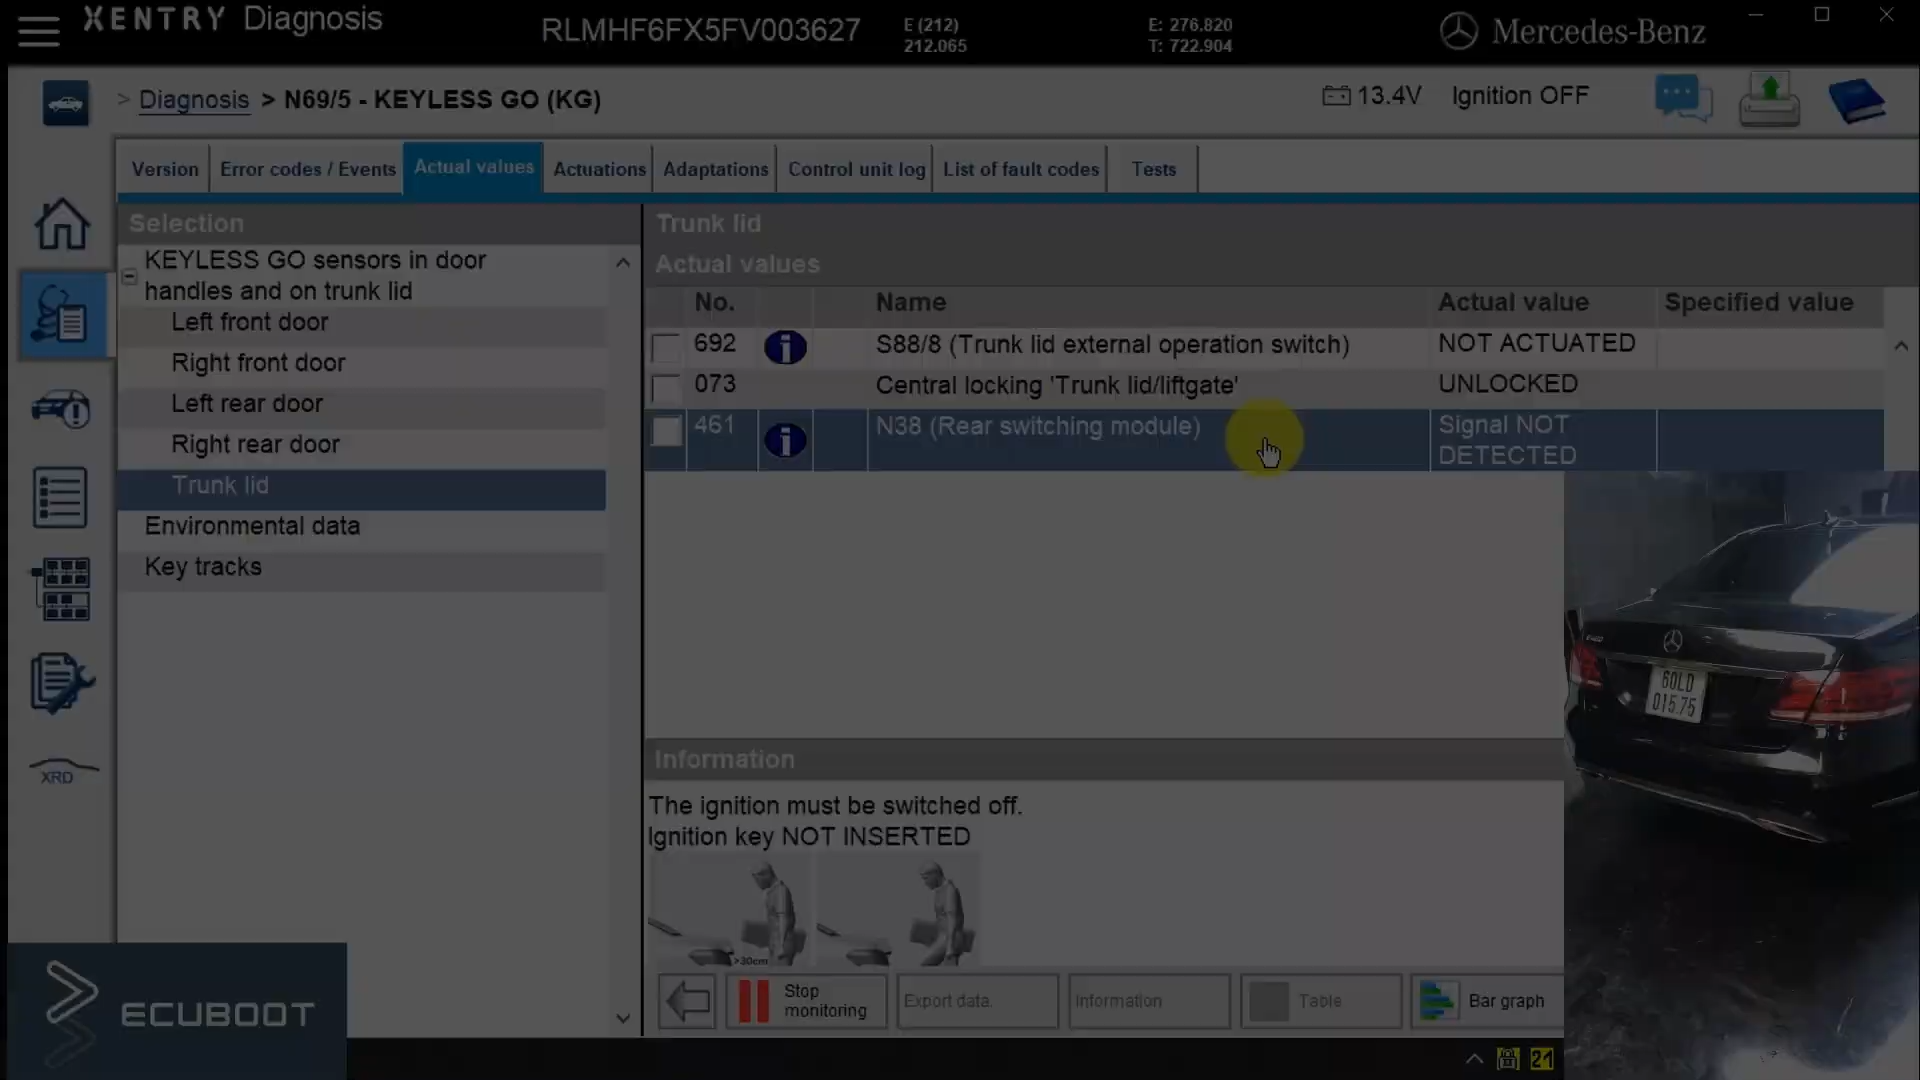 XENTRY Diagnosis
RLMHF6FX5FV003627
E (212)
212.065
E: 276.820
T: 722.904
Mercedes-Benz
> Diagnosis > N69/5 - KEYLESS GO (KG)
13.4V
Ignition OFF
Version
Error codes / Events
Actual values
Actuations
Adaptations
Control unit log
List of fault codes
Tests
Selection
KEYLESS GO sensors in door
handles and on trunk lid
Left front door
Right front door
Left rear door
Right rear door
Trunk lid
Environmental data
Key tracks
XRD
Trunk lid
Actual values
No. Name Actual value Specified value
692 i S88/8 (Trunk lid external operation switch) NOT ACTUATED
073 Central locking 'Trunk lid/liftgate' UNLOCKED
461 i N38 (Rear switching module) Signal NOT
DETECTED
60LD
015.75
Information
The ignition must be switched off.
Ignition key NOT INSERTED
>30cm
Stop
monitoring
Export data.
Information
Table
Bar graph
ECUBOOT
21